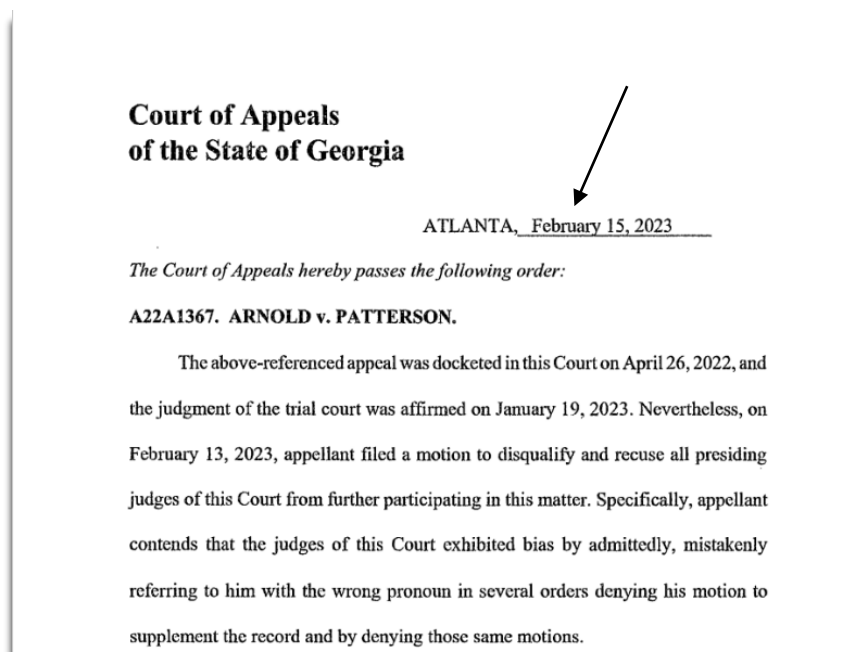 Court of Appeals
of the State of Georgia
ATLANTA, February 15, 2023
The Court of Appeals hereby passes the following order:
A22A1367. ARNOLD v. PATTERSON.
The above-referenced appeal was docketed in this Court on April 26, 2022, and
the judgment of the trial court was affirmed on January 19, 2023. Nevertheless, on
February 13, 2023, appellant filed a motion to disqualify and recuse all presiding
judges of this Court from further participating in this matter. Specifically, appellant
contends that the judges of this Court exhibited bias by admittedly, mistakenly
referring to him with the wrong pronoun in several orders denying his motion to
supplement the record and by denying those same motions.